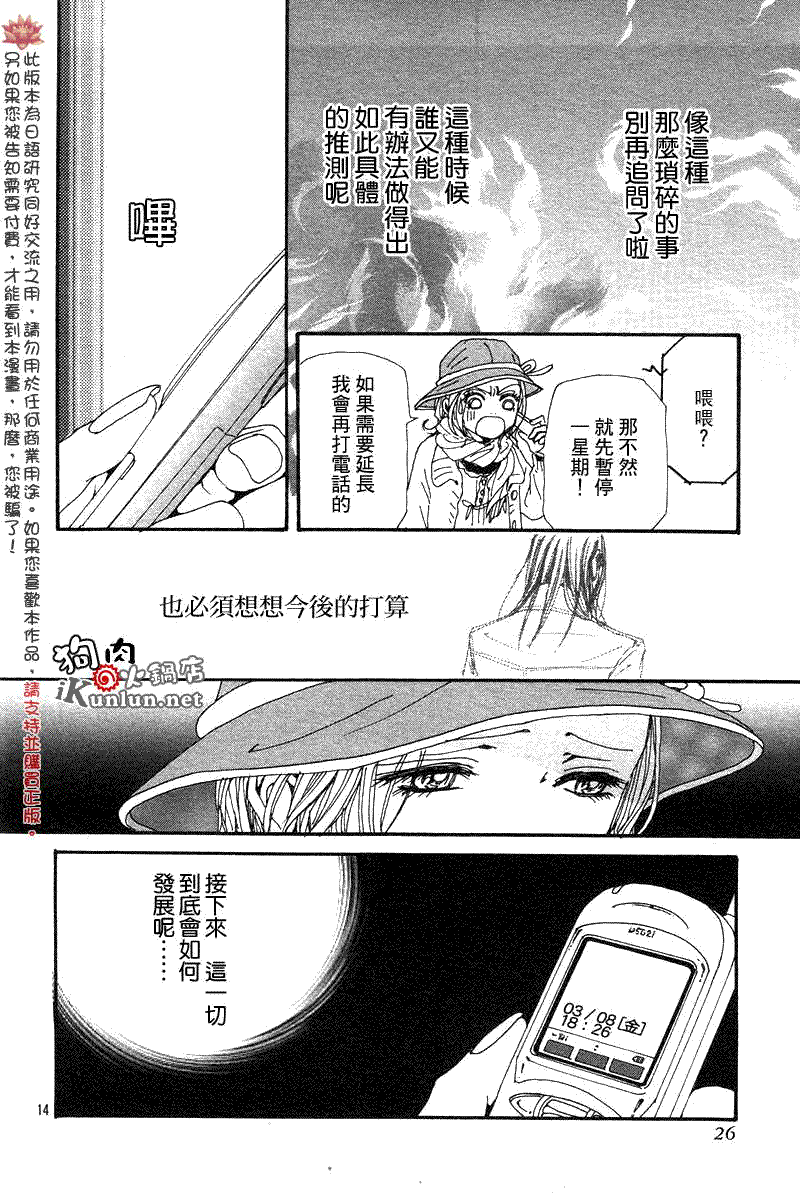 像這種
那麼瑣碎的事
別再追問了啦
這種時候
誰又能
有辦法做得出
如此具體
的推測呢
嗶
喂喂？
那不然
就先暫停
一星期！
如果需要延長
我會再打電話的
也必須想想今後的打算
狗肉火鍋店
iKunlun.net
接下來 這一切
到底會如何
發展呢……
03/08[金]
18:26
14
26
此版本為日語研究同好交流之用，請勿用於任何商業用途。如果您喜歡本作品，請支持並購買正版。
另如果您被告知需要付費，才能看到本漫畫，那麼，您被騙了！